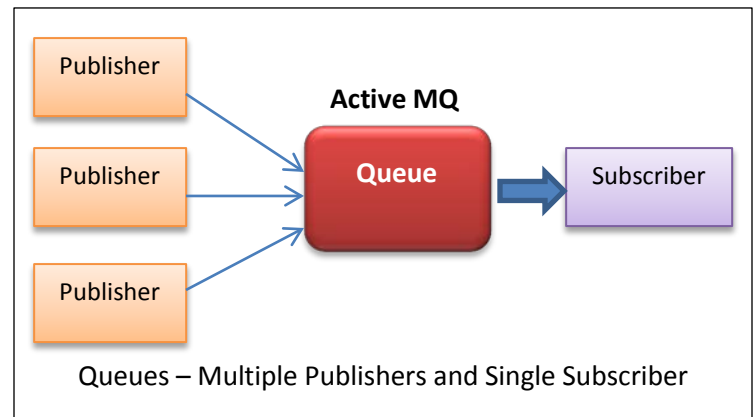 Publisher
Active MQ
Publisher
Queue
Subscriber
Publisher
Queues – Multiple Publishers and Single Subscriber